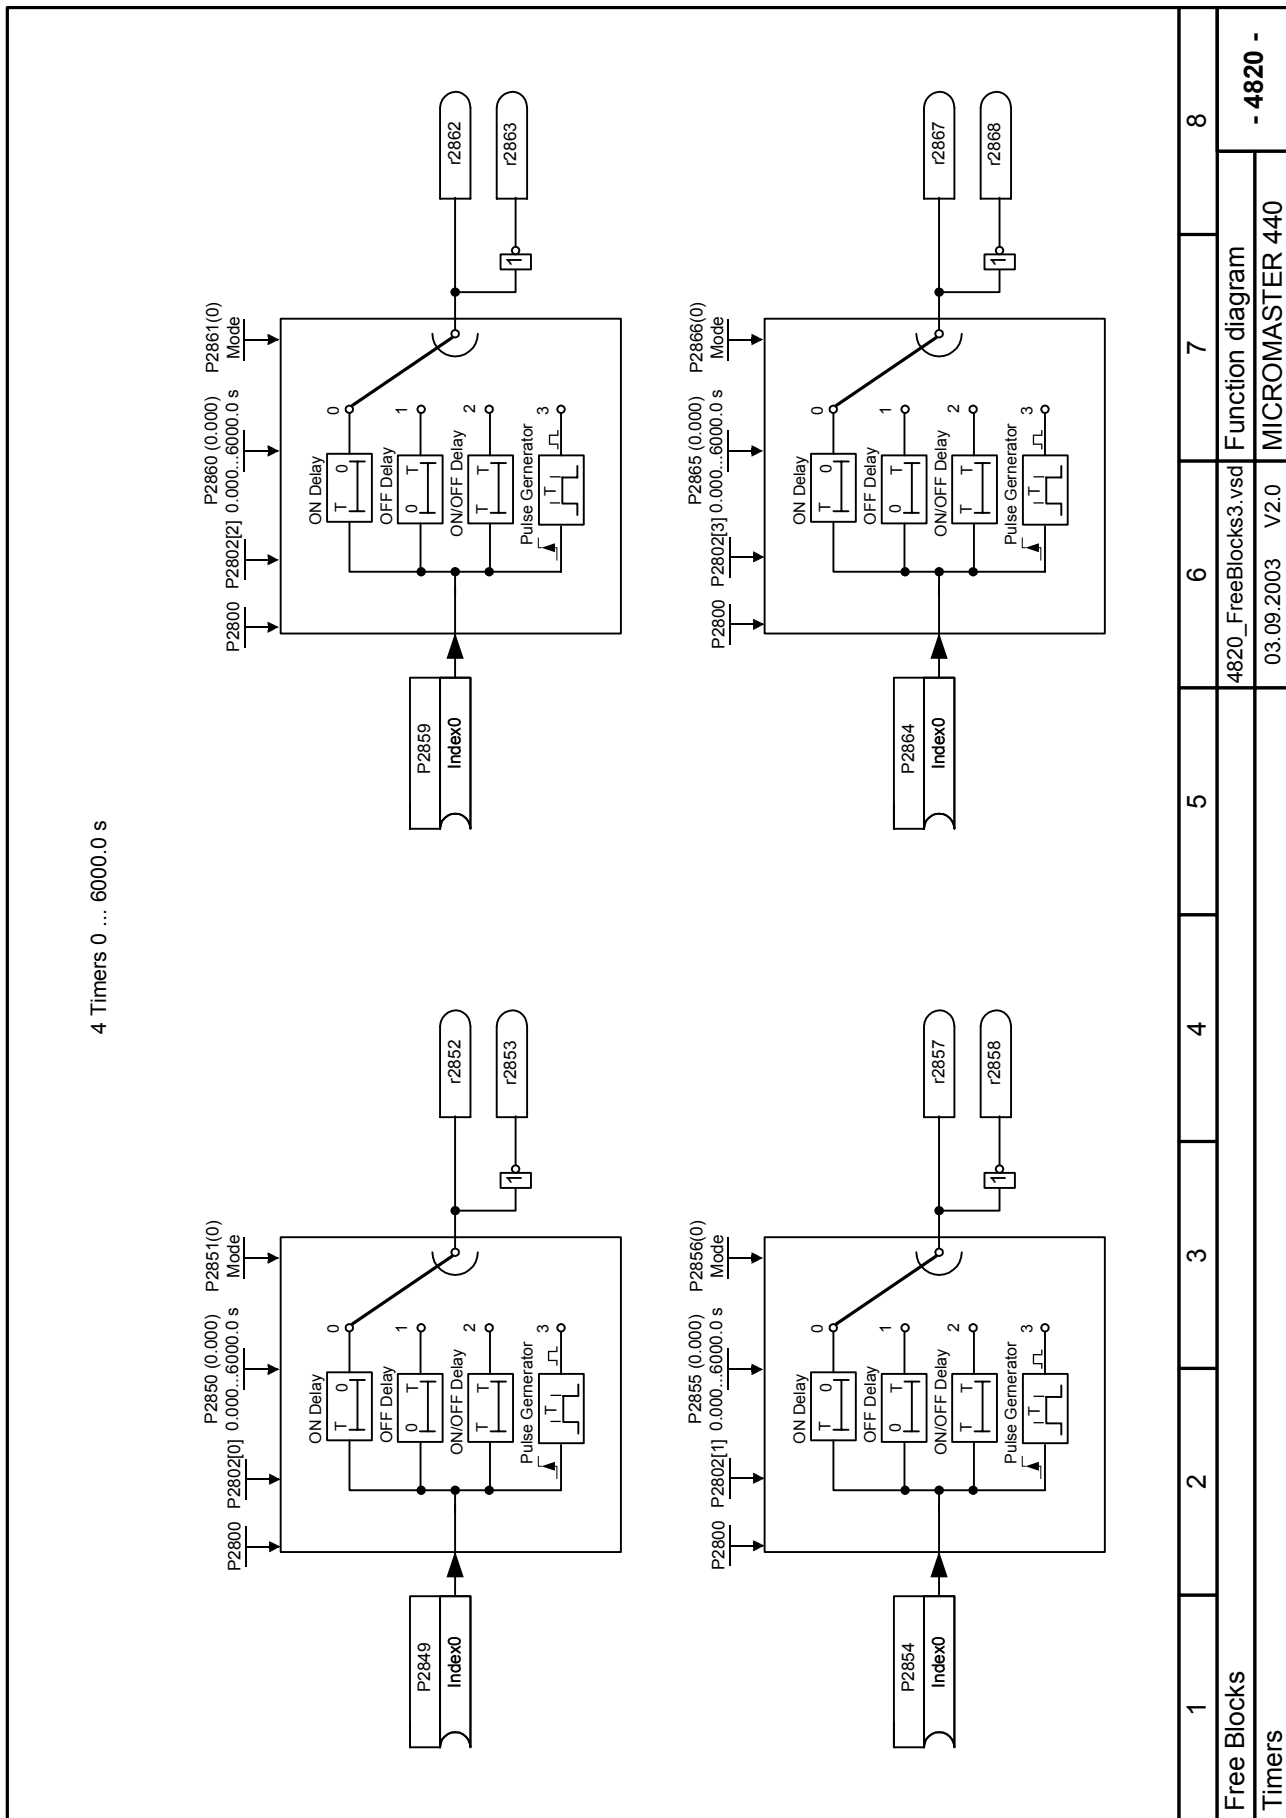 4 Timers 0 ... 6000.0 s
P2800
P2802[0]
P2850 (0.000)
0.000...6000.0 s
P2851(0)
Mode
ON Delay
T 0
0
OFF Delay
0 T
1
ON/OFF Delay
T T
2
Pulse Gernerator
T
3
P2849
Index0
1
r2852
r2853
P2800
P2802[2]
P2860 (0.000)
0.000...6000.0 s
P2861(0)
Mode
ON Delay
T 0
0
OFF Delay
0 T
1
ON/OFF Delay
T T
2
Pulse Gernerator
T
3
P2859
Index0
1
r2862
r2863
P2800
P2802[1]
P2855 (0.000)
0.000...6000.0 s
P2856(0)
Mode
ON Delay
T 0
0
OFF Delay
0 T
1
ON/OFF Delay
T T
2
Pulse Gernerator
T
3
P2854
Index0
1
r2857
r2858
P2800
P2802[3]
P2865 (0.000)
0.000...6000.0 s
P2866(0)
Mode
ON Delay
T 0
0
OFF Delay
0 T
1
ON/OFF Delay
T T
2
Pulse Gernerator
T
3
P2864
Index0
1
r2867
r2868
1 2 3 4 5 6 7 8
Free Blocks
4820_FreeBlocks3.vsd
Function diagram
- 4820 -
Timers
03.09.2003 V2.0
MICROMASTER 440